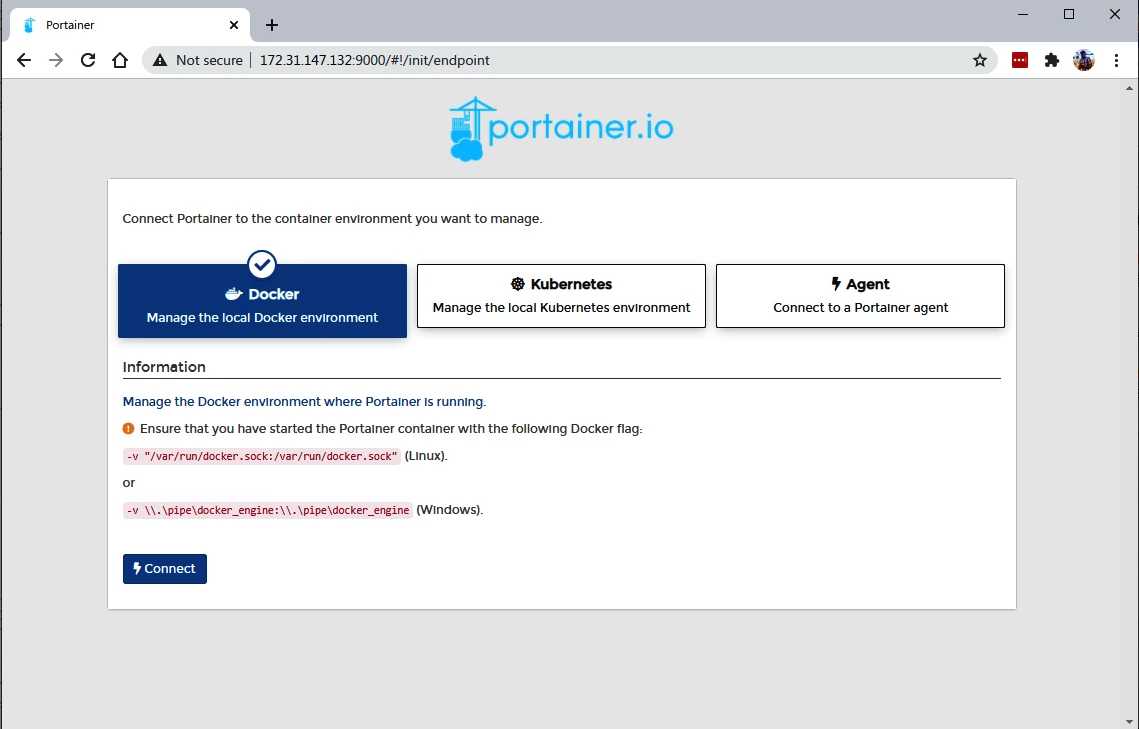 Portainer
Not secure 172.31.147.132:9000/#!/init/endpoint
portainer.io
Connect Portainer to the container environment you want to manage.
Docker
Manage the local Docker environment
Kubernetes
Manage the local Kubernetes environment
Agent
Connect to a Portainer agent
Information
Manage the Docker environment where Portainer is running.
Ensure that you have started the Portainer container with the following Docker flag:
-v "/var/run/docker.sock:/var/run/docker.sock" (Linux).
or
-v \\.\pipe\docker_engine:\\.\pipe\docker_engine (Windows).
Connect